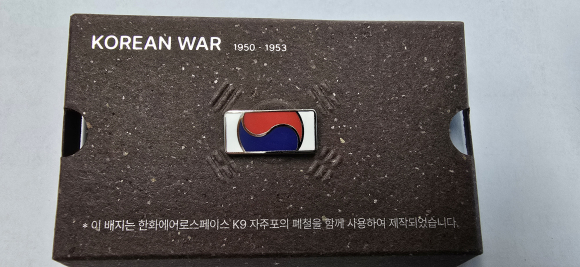 KOREAN WAR 1950 - 1953
* 이 배지는 한화에어로스페이스 K9 자주포의 폐철을 함께 사용하여 제작되었습니다.